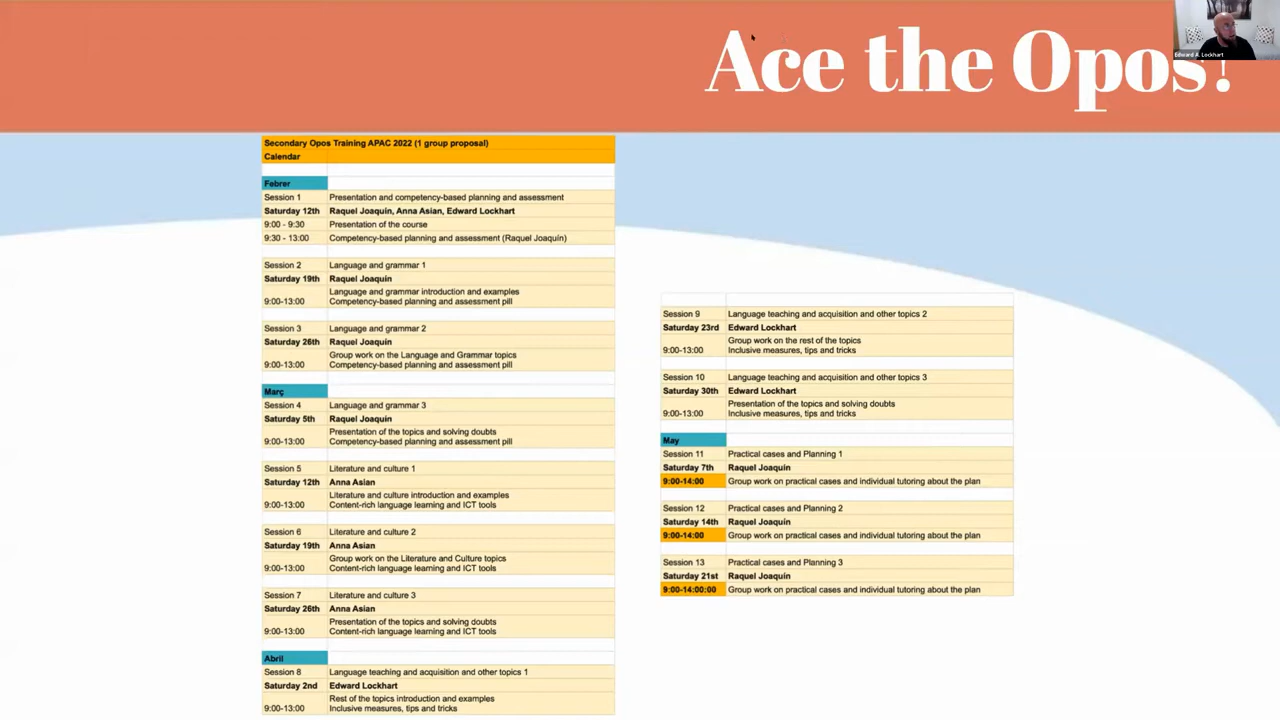 Ace the Opos!
Edward A. Lockhart
Secondary Opos Training APAC 2022 (1 group proposal)
Calendar
Febrer
Session 1 Presentation and competency-based planning and assessment
Saturday 12th Raquel Joaquin, Anna Asian, Edward Lockhart
9:00 - 9:30 Presentation of the course
9:30 - 13:00 Competency-based planning and assessment (Raquel Joaquín)
Session 2 Language and grammar 1
Saturday 19th Raquel Joaquin
Language and grammar introduction and examples
9:00-13:00 Competency-based planning and assessment pill
Session 3 Language and grammar 2
Saturday 26th Raquel Joaquin
Group work on the Language and Grammar topics
9:00-13:00 Competency-based planning and assessment pill
Març
Session 4 Language and grammar 3
Saturday 5th Raquel Joaquin
Presentation of the topics and solving doubts
9:00-13:00 Competency-based planning and assessment pill
Session 5 Literature and culture 1
Saturday 12th Anna Asian
Literature and culture introduction and examples
9:00-13:00 Content-rich language learning and ICT tools
Session 6 Literature and culture 2
Saturday 19th Anna Asian
Group work on the Literature and Culture topics
9:00-13:00 Content-rich language learning and ICT tools
Session 7 Literature and culture 3
Saturday 26th Anna Asian
Presentation of the topics and solving doubts
9:00-13:00 Content-rich language learning and ICT tools
Abril
Session 8 Language teaching and acquisition and other topics 1
Saturday 2nd Edward Lockhart
Rest of the topics introduction and examples
9:00-13:00 Inclusive measures, tips and tricks
Session 9 Language teaching and acquisition and other topics 2
Saturday 23rd Edward Lockhart
Group work on the rest of the topics
9:00-13:00 Inclusive measures, tips and tricks
Session 10 Language teaching and acquisition and other topics 3
Saturday 30th Edward Lockhart
Presentation of the topics and solving doubts
9:00-13:00 Inclusive measures, tips and tricks
May
Session 11 Practical cases and Planning 1
Saturday 7th Raquel Joaquin
9:00-14:00 Group work on practical cases and individual tutoring about the plan
Session 12 Practical cases and Planning 2
Saturday 14th Raquel Joaquin
9:00-14:00 Group work on practical cases and individual tutoring about the plan
Session 13 Practical cases and Planning 3
Saturday 21st Raquel Joaquin
9:00-14:00:00 Group work on practical cases and individual tutoring about the plan